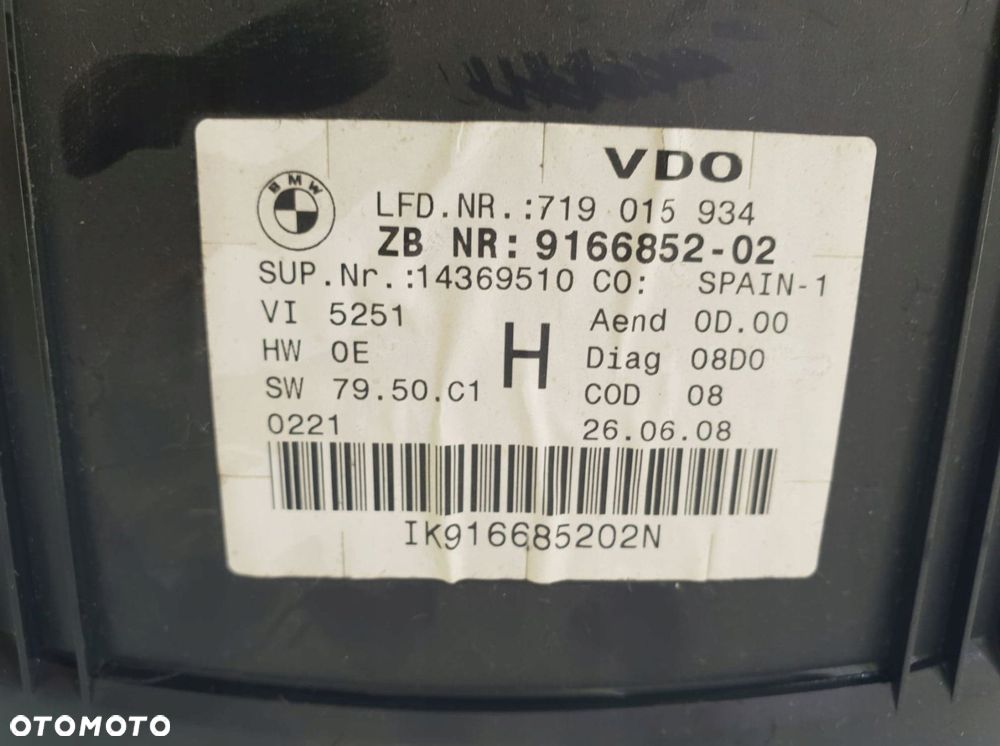 VDO
BMW
LFD.NR.:719 015 934
ZB NR: 9166852-02
SUP.Nr.:14369510 CO: SPAIN-1
VI 5251 Aend 0D.00
HW 0E H Diag 08D0
SW 79.50.C1 COD 08
0221 26.06.08
IK916685202N
OTOMOTO